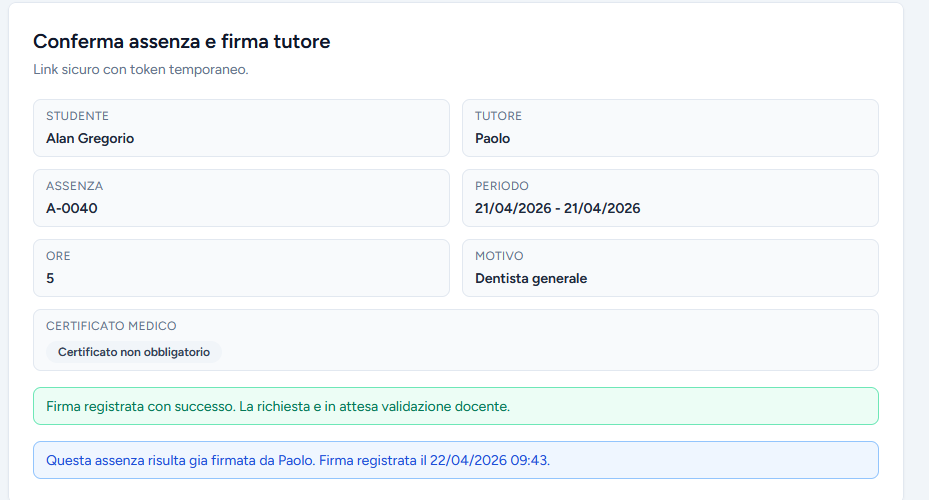 Conferma assenza e firma tutore
Link sicuro con token temporaneo.
STUDENTE
Alan Gregorio
TUTORE
Paolo
ASSENZA
A-0040
PERIODO
21/04/2026 - 21/04/2026
ORE
5
MOTIVO
Dentista generale
CERTIFICATO MEDICO
Certificato non obbligatorio
Firma registrata con successo. La richiesta e in attesa validazione docente.
Questa assenza risulta gia firmata da Paolo. Firma registrata il 22/04/2026 09:43.